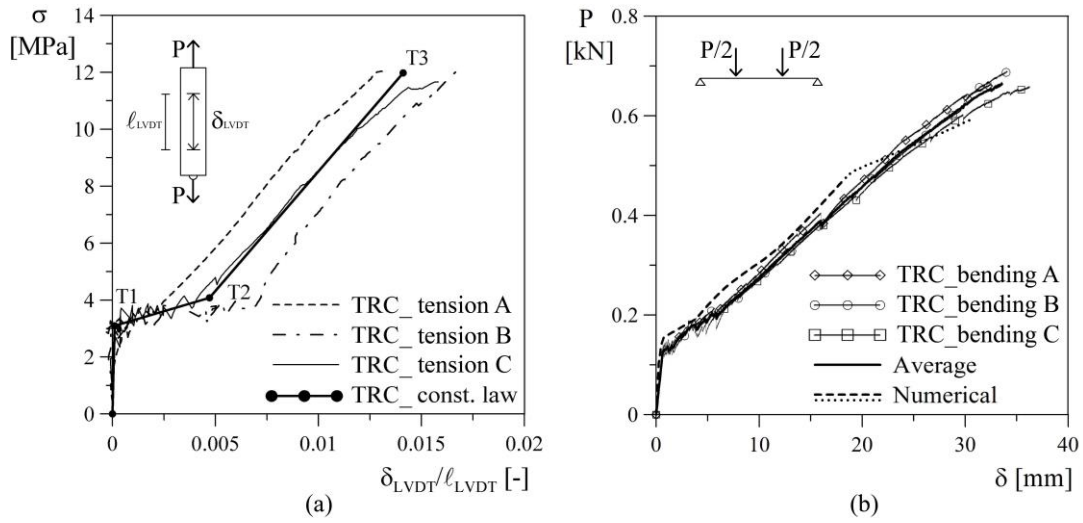 σ
[MPa]
14
12
10
8
6
4
2
0
P
ℓLVDT
δLVDT
P
T1
T2
T3
TRC_ tension A
TRC_ tension B
TRC_ tension C
TRC_ const. law
0
0.005
0.01
0.015
0.02
δLVDT/ℓLVDT [-]
(a)
P
[kN]
0.8
0.6
0.4
0.2
0
P/2
P/2
TRC_bending A
TRC_bending B
TRC_bending C
Average
Numerical
0
10
20
30
40
δ [mm]
(b)